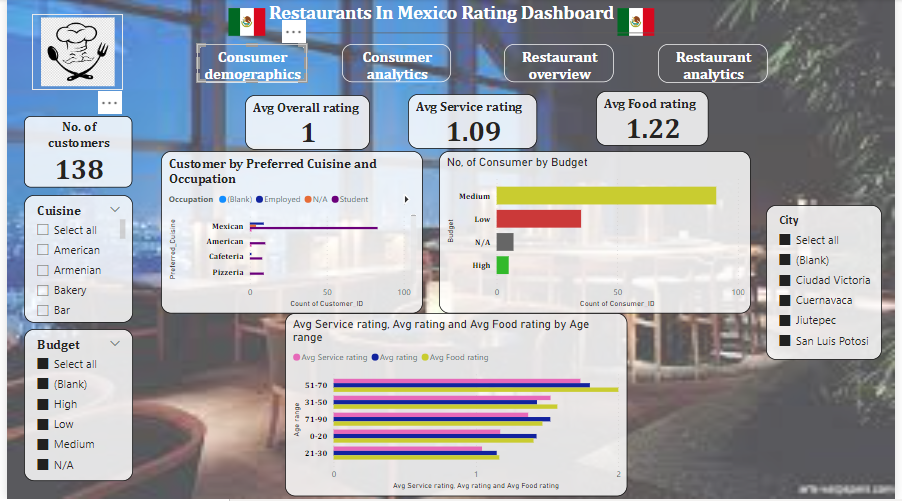 Restaurants In Mexico Rating Dashboard
Consumer
demographics
Consumer
analytics
Restaurant
overview
Restaurant
analytics
No. of
customers
138
Avg Overall rating
1
Avg Service rating
1.09
Avg Food rating
1.22
Cuisine
Select all
American
Armenian
Bakery
Bar
Budget
Select all
(Blank)
High
Low
Medium
N/A
Customer by Preferred Cuisine and
Occupation
Occupation (Blank) Employed N/A Student
Preferred_Cuisine
Mexican
American
Cafeteria
Pizzeria
0 50 100
Count of Customer_ID
No. of Consumer by Budget
Budget
Medium
Low
N/A
High
0 50 100
Count of Consumer_ID
City
Select all
(Blank)
Ciudad Victoria
Cuernavaca
Jiutepec
San Luis Potosi
Avg Service rating, Avg rating and Avg Food rating by Age
range
Avg Service rating Avg rating Avg Food rating
Age range
51-70
31-50
71-90
0-20
21-30
0 1 2
Avg Service rating, Avg rating and Avg Food rating